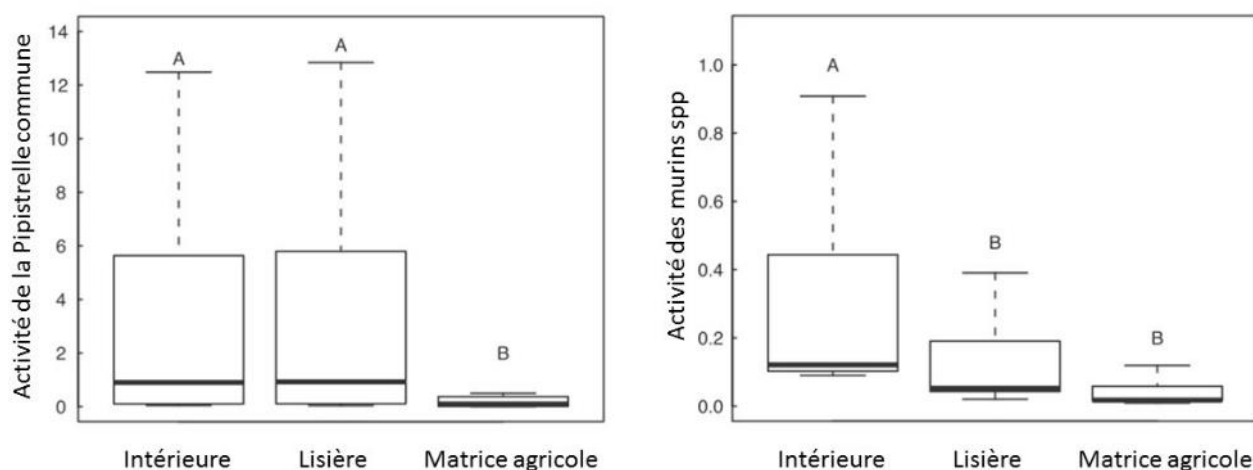 Activité de la Pipistrelle commune
14
12
10
8
6
4
2
0
A
A
B
Intérieure Lisière Matrice agricole
Activité des murins spp
1.0
0.8
0.6
0.4
0.2
0.0
A
B
B
Intérieure Lisière Matrice agricole